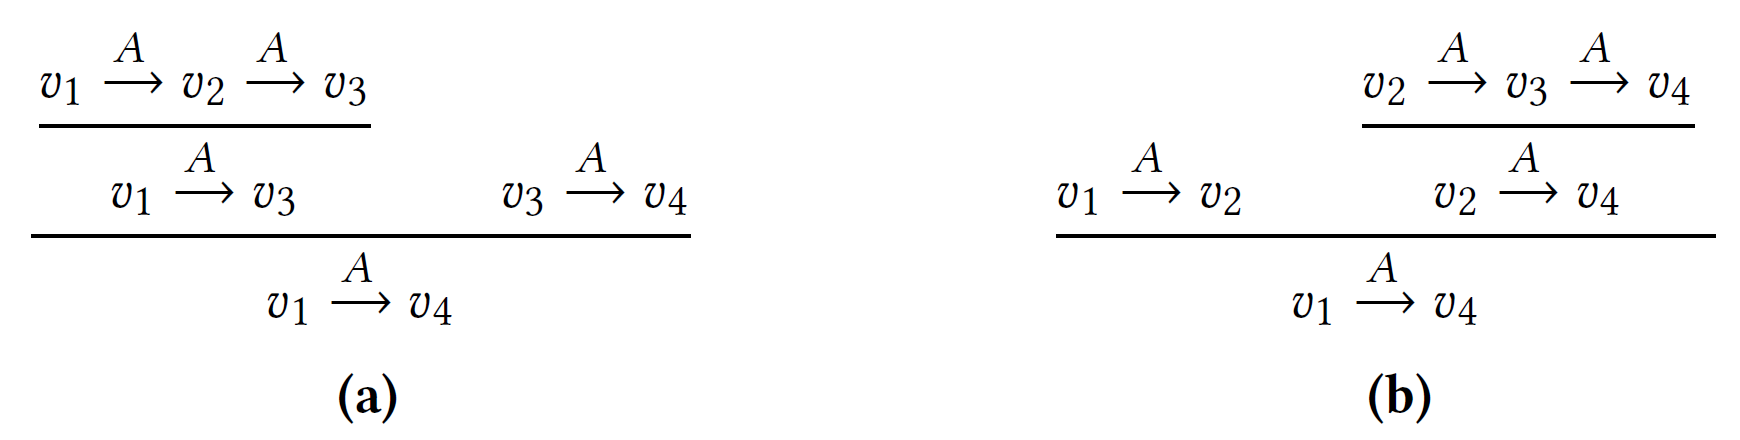 v₁ —A→ v₂ —A→ v₃
v₁ —A→ v₃
v₃ —A→ v₄
v₁ —A→ v₄
(a)
v₂ —A→ v₃ —A→ v₄
v₁ —A→ v₂
v₂ —A→ v₄
v₁ —A→ v₄
(b)